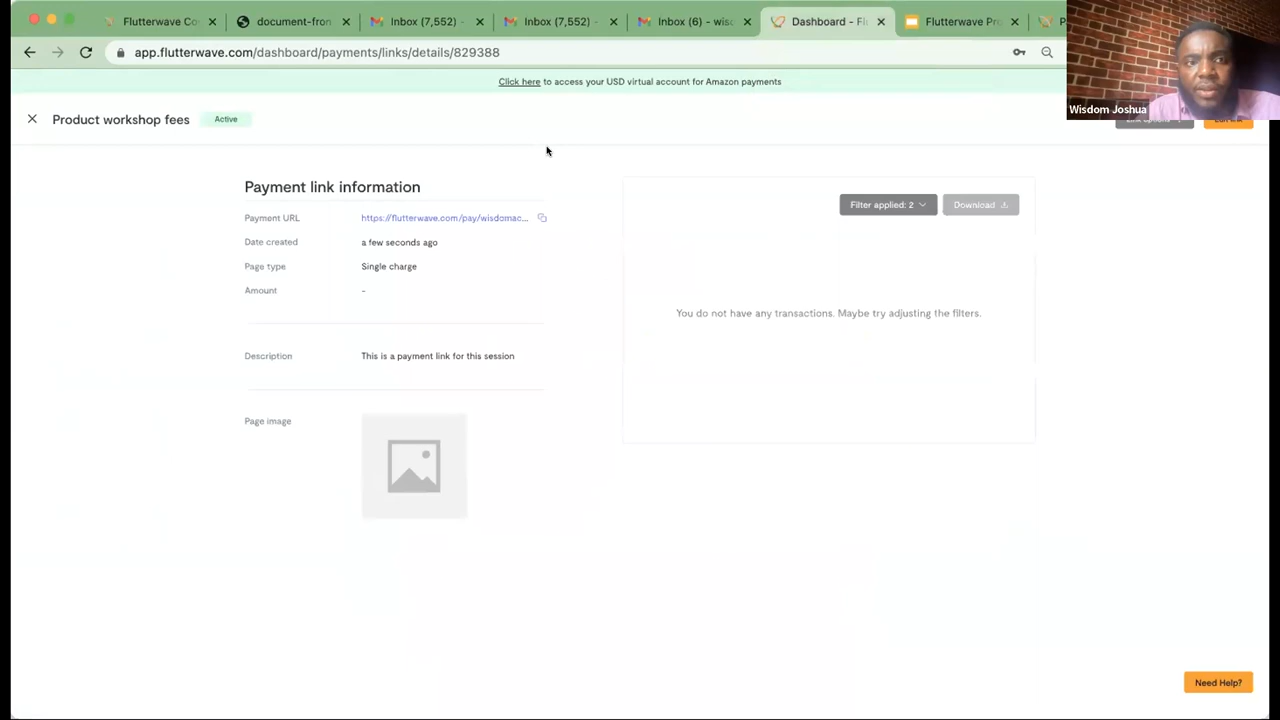 Flutterwave Co
document-fron
Inbox (7,552) -
Inbox (7,552) -
Inbox (6) - wisc
Dashboard - Fl
Flutterwave Pr
app.flutterwave.com/dashboard/payments/links/details/829388
Click here to access your USD virtual account for Amazon payments
Wisdom Joshua
Product workshop fees
Active
Payment link information
Payment URL https://flutterwave.com/pay/wisdomac...
Date created a few seconds ago
Page type Single charge
Amount -
Description This is a payment link for this session
Page image
Filter applied: 2
Download
You do not have any transactions. Maybe try adjusting the filters.
Need Help?